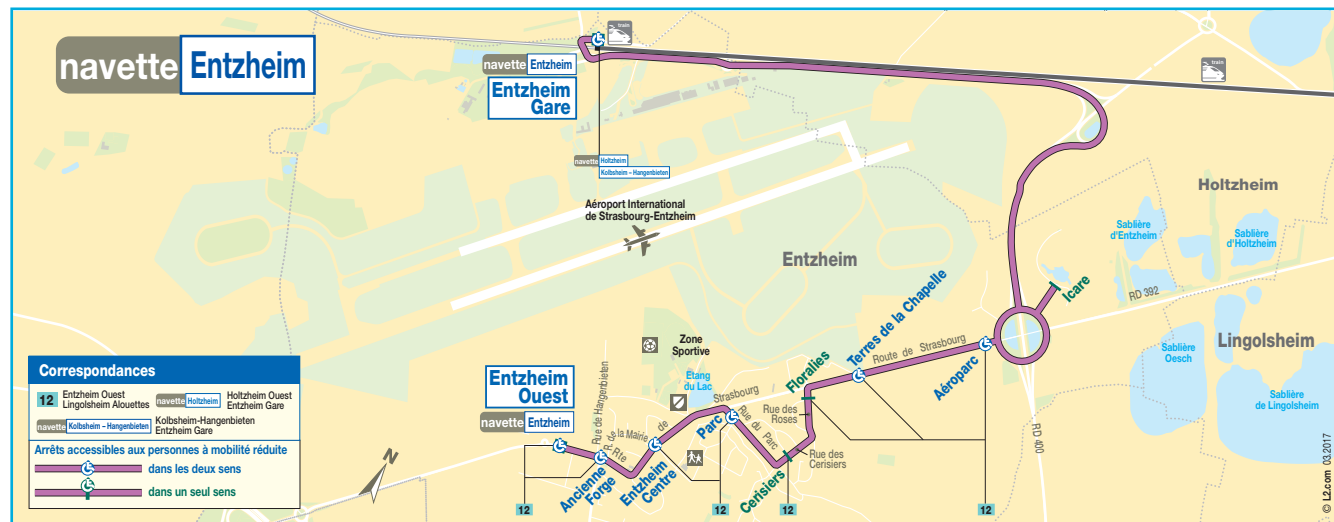 navette Entzheim
train
navette Entzheim
Entzheim
Gare
train
navette Holtzheim
Kolbsheim – Hangenbieten
Aéroport International
de Strasbourg-Entzheim
Entzheim
Holtzheim
Sablière
d'Entzheim
Sablière
d'Holtzheim
RD 392
Icare
Lingolsheim
Sablière
Oesch
Sablière
de Lingolsheim
RD 400
Zone
Sportive
Etang
du Lac
Terres de la Chapelle
Route de Strasbourg
Aéroparc
Floralies
Rue des
Roses
Rue des
Cerisiers
Cerisiers
Rue du Parc
Parc
Strasbourg
de
Rte
R. de la Mairie
Rue de Hangenbieten
Entzheim
Centre
Ancienne
Forge
Entzheim
Ouest
navette Entzheim
12
12
12
12
N
Correspondances
12 Entzheim Ouest
Lingolsheim Alouettes
navette Holtzheim Holtzheim Ouest
Entzheim Gare
navette Kolbsheim – Hangenbieten Kolbsheim-Hangenbieten
Entzheim Gare
Arrêts accessibles aux personnes à mobilité réduite
dans les deux sens
dans un seul sens
© L2.com 03.2017